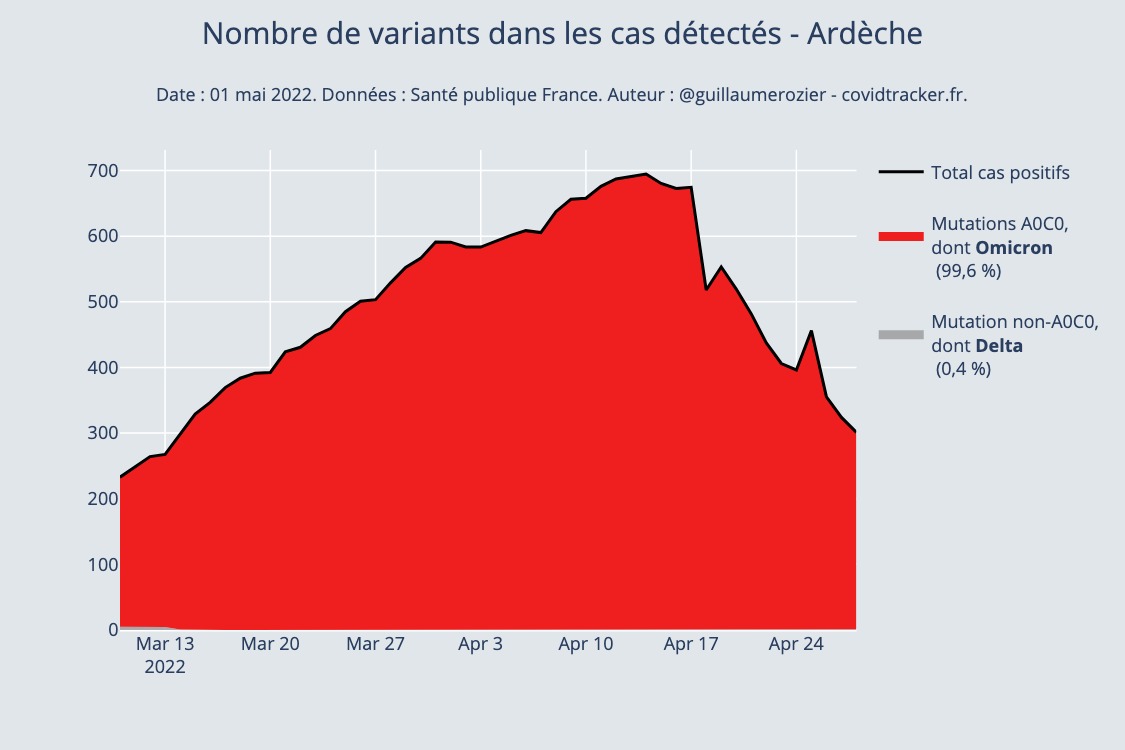 Nombre de variants dans les cas détectés - Ardèche
Date : 01 mai 2022. Données : Santé publique France. Auteur : @guillaumerozier - covidtracker.fr.
700
600
500
400
300
200
100
0
Mar 13
2022
Mar 20
Mar 27
Apr 3
Apr 10
Apr 17
Apr 24
Total cas positifs
Mutations A0C0,
dont Omicron
(99,6 %)
Mutation non-A0C0,
dont Delta
(0,4 %)